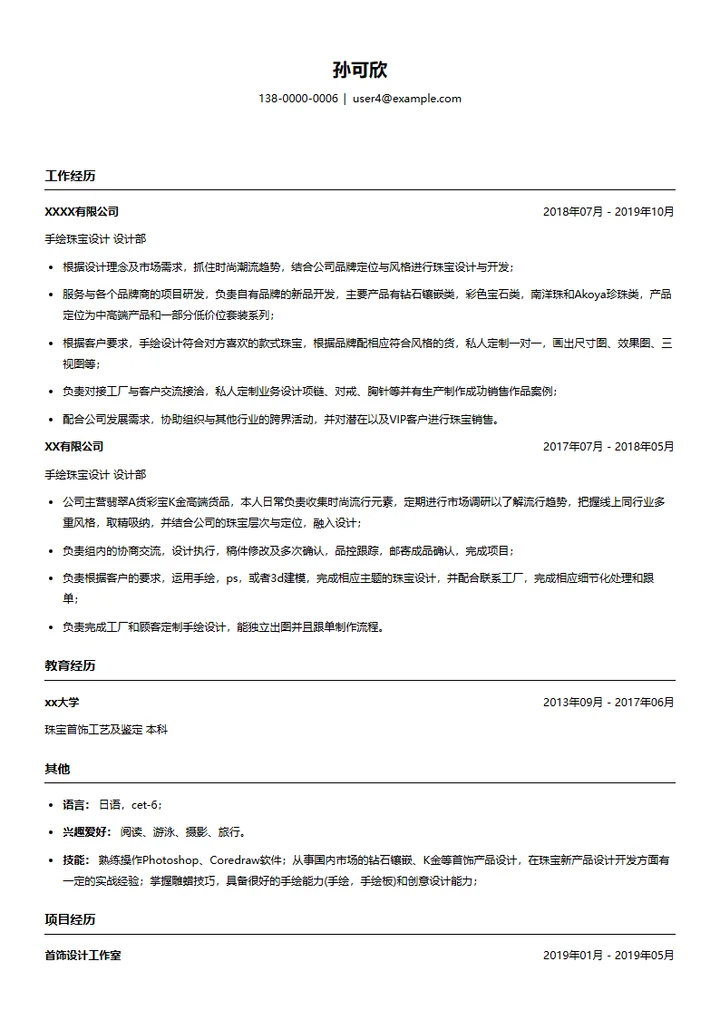 孙可欣
138-0000-0006 | user4@example.com
工作经历
XXXX有限公司 2018年07月 - 2019年10月
手绘珠宝设计 设计部
• 根据设计理念及市场需求，抓住时尚潮流趋势，结合公司品牌定位与风格进行珠宝设计与开发；
• 服务与各个品牌商的项目研发，负责自有品牌的新品开发，主要产品有钻石镶嵌类，彩色宝石类，南洋珠和Akoya珍珠类，产品
定位为中高端产品和一部分低价位套装系列；
• 根据客户要求，手绘设计符合对方喜欢的款式珠宝，根据品牌配相应符合风格的货，私人定制一对一，画出尺寸图、效果图、三
视图等；
• 负责对接工厂与客户交流接洽，私人定制业务设计项链、对戒、胸针等并有生产制作成功销售作品案例；
• 配合公司发展需求，协助组织与其他行业的跨界活动，并对潜在以及VIP客户进行珠宝销售。
XX有限公司 2017年07月 - 2018年05月
手绘珠宝设计 设计部
• 公司主营翡翠A货彩宝K金高端货品，本人日常负责收集时尚流行元素，定期进行市场调研以了解流行趋势，把握线上同行业多
重风格，取精吸纳，并结合公司的珠宝层次与定位，融入设计；
• 负责组内的协商交流，设计执行，稿件修改及多次确认，品控跟踪，邮寄成品确认，完成项目；
• 负责根据客户的要求，运用手绘，ps，或者3d建模，完成相应主题的珠宝设计，并配合联系工厂，完成相应细节化处理和跟
单；
• 负责完成工厂和顾客定制手绘设计，能独立出图并且跟单制作流程。
教育经历
xx大学 2013年09月 - 2017年06月
珠宝首饰工艺及鉴定 本科
其他
• 语言： 日语，cet-6；
• 兴趣爱好： 阅读、游泳、摄影、旅行。
• 技能： 熟练操作Photoshop、Coredraw软件；从事国内市场的钻石镶嵌、K金等首饰产品设计，在珠宝新产品设计开发方面有
一定的实战经验；掌握雕蜡技巧，具备很好的手绘能力(手绘，手绘板)和创意设计能力；
项目经历
首饰设计工作室 2019年01月 - 2019年05月